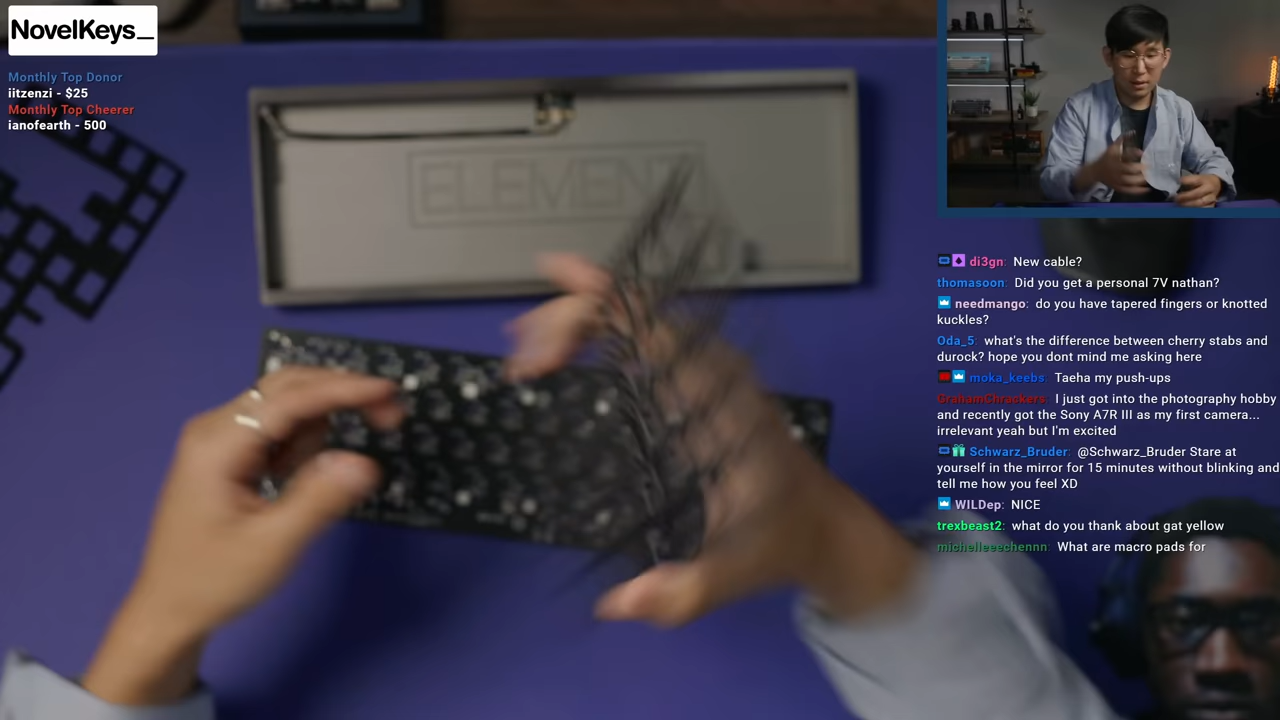 NovelKeys_
Monthly Top Donor
iitzenzi - $25
Monthly Top Cheerer
ianofearth - 500
ELEMENT
di3gn: New cable?
thomasoon: Did you get a personal 7V nathan?
needmango: do you have tapered fingers or knotted
kuckles?
Oda_5: what's the difference between cherry stabs and
durock? hope you dont mind me asking here
moka_keebs: Taeha my push-ups
GrahamChrackers: I just got into the photography hobby
and recently got the Sony A7R III as my first camera...
irrelevant yeah but I'm excited
Schwarz_Bruder: @Schwarz_Bruder Stare at
yourself in the mirror for 15 minutes without blinking and
tell me how you feel XD
WILDep: NICE
trexbeast2: what do you thank about gat yellow
michelleeechennn: What are macro pads for